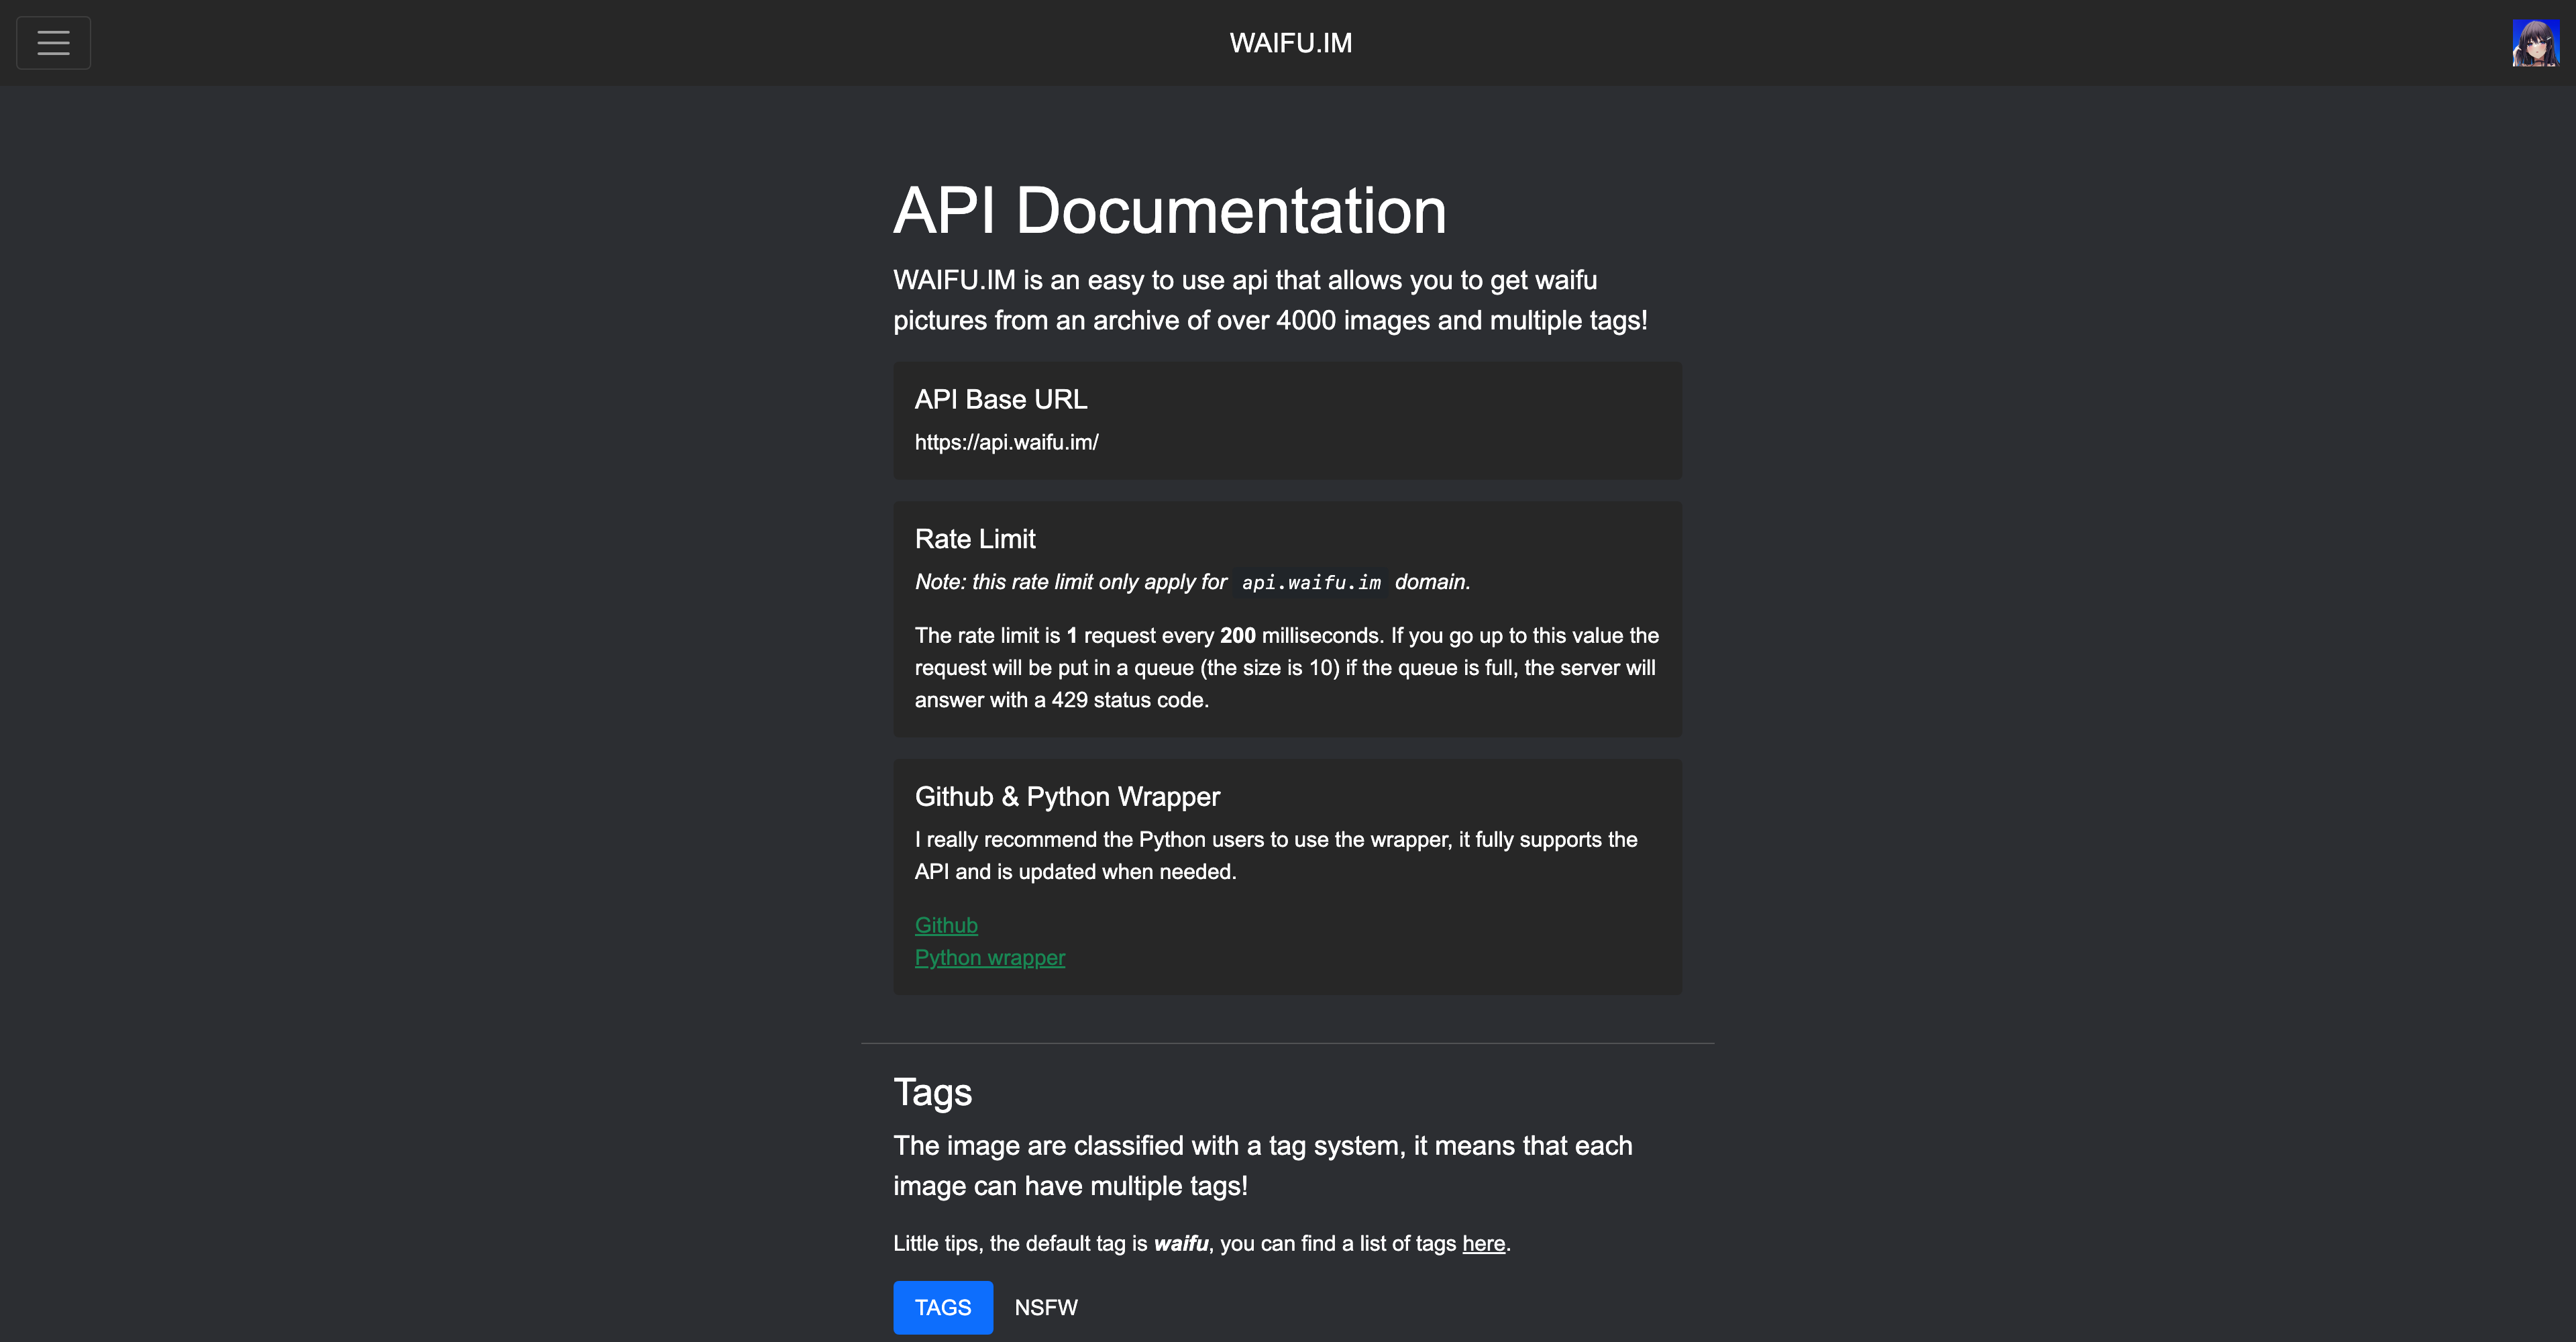 WAIFU.IM
API Documentation
WAIFU.IM is an easy to use api that allows you to get waifu
pictures from an archive of over 4000 images and multiple tags!
API Base URL
https://api.waifu.im/
Rate Limit
Note: this rate limit only apply for api.waifu.im domain.
The rate limit is 1 request every 200 milliseconds. If you go up to this value the
request will be put in a queue (the size is 10) if the queue is full, the server will
answer with a 429 status code.
Github & Python Wrapper
I really recommend the Python users to use the wrapper, it fully supports the
API and is updated when needed.
Github
Python wrapper
Tags
The image are classified with a tag system, it means that each
image can have multiple tags!
Little tips, the default tag is waifu, you can find a list of tags here.
TAGS NSFW